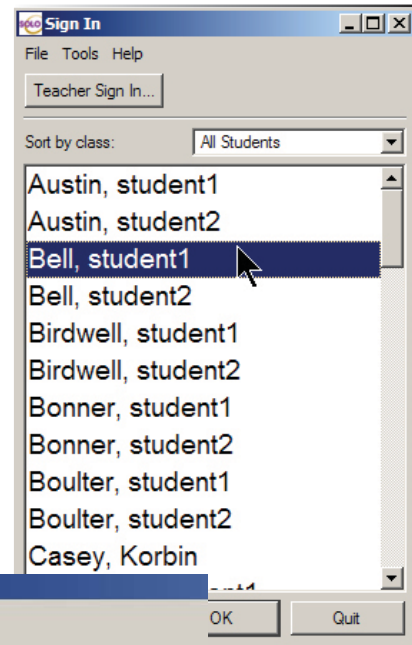 SOLO Sign In
File Tools Help
Teacher Sign In...
Sort by class: All Students
Austin, student1
Austin, student2
Bell, student1
Bell, student2
Birdwell, student1
Birdwell, student2
Bonner, student1
Bonner, student2
Boulter, student1
Boulter, student2
Casey, Korbin
OK Quit